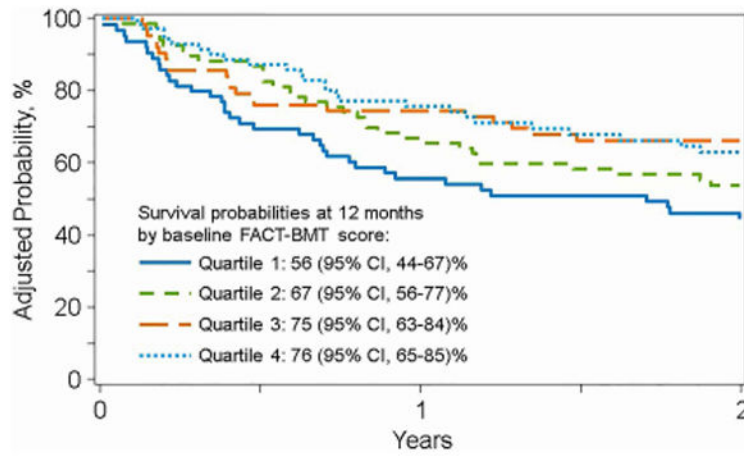 100
80
60
40
20
0
Adjusted Probability, %
Survival probabilities at 12 months
by baseline FACT-BMT score:
Quartile 1: 56 (95% CI, 44-67)%
Quartile 2: 67 (95% CI, 56-77)%
Quartile 3: 75 (95% CI, 63-84)%
Quartile 4: 76 (95% CI, 65-85)%
0 1 2
Years